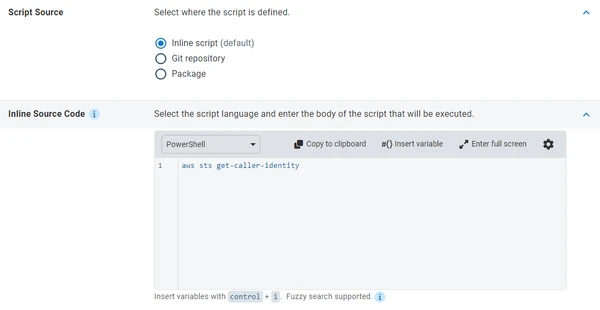 Script Source
Select where the script is defined.
Inline script (default)
Git repository
Package
Inline Source Code i
Select the script language and enter the body of the script that will be executed.
PowerShell
Copy to clipboard
#{} Insert variable
Enter full screen
1 aws sts get-caller-identity
Insert variables with control + i. Fuzzy search supported. i